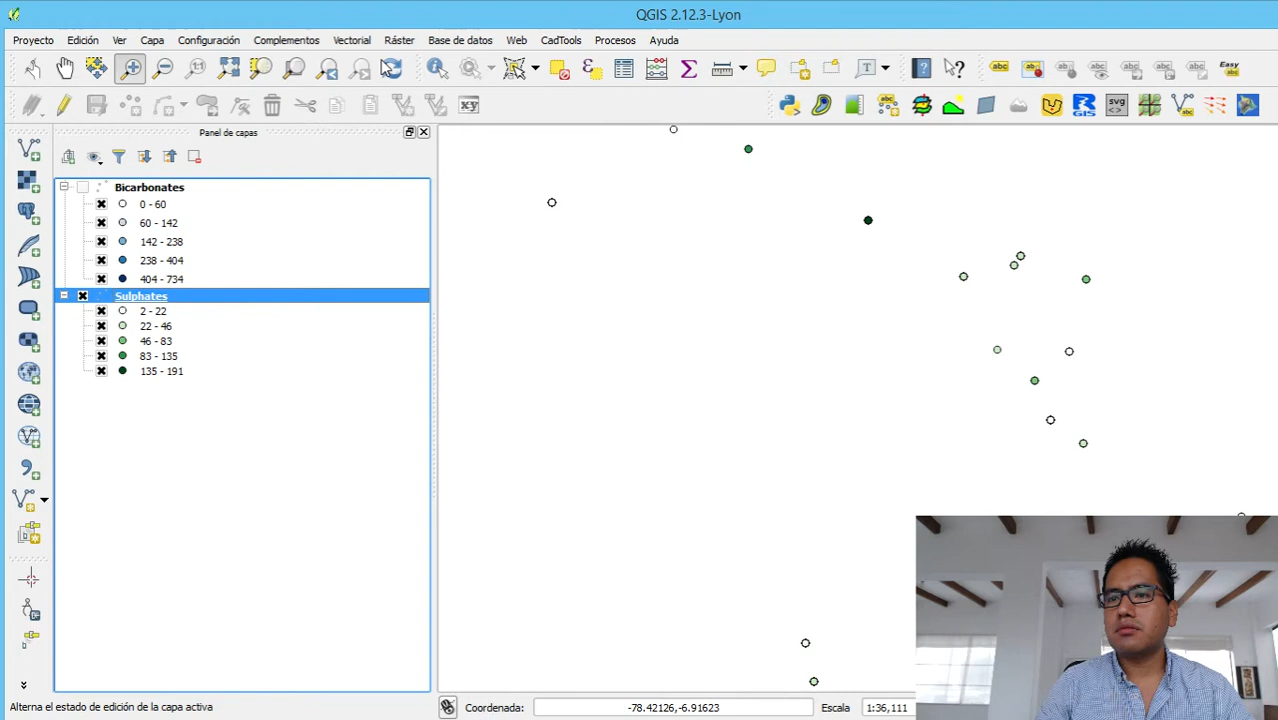 QGIS 2.12.3-Lyon
Proyecto Edición Ver Capa Configuración Complementos Vectorial Ráster Base de datos Web CadTools Procesos Ayuda
Panel de capas
Bicarbonates
0 - 60
60 - 142
142 - 238
238 - 404
404 - 734
Sulphates
2 - 22
22 - 46
46 - 83
83 - 135
135 - 191
Alterna el estado de edición de la capa activa
Coordenada: -78.42126,-6.91623 Escala 1:36,111